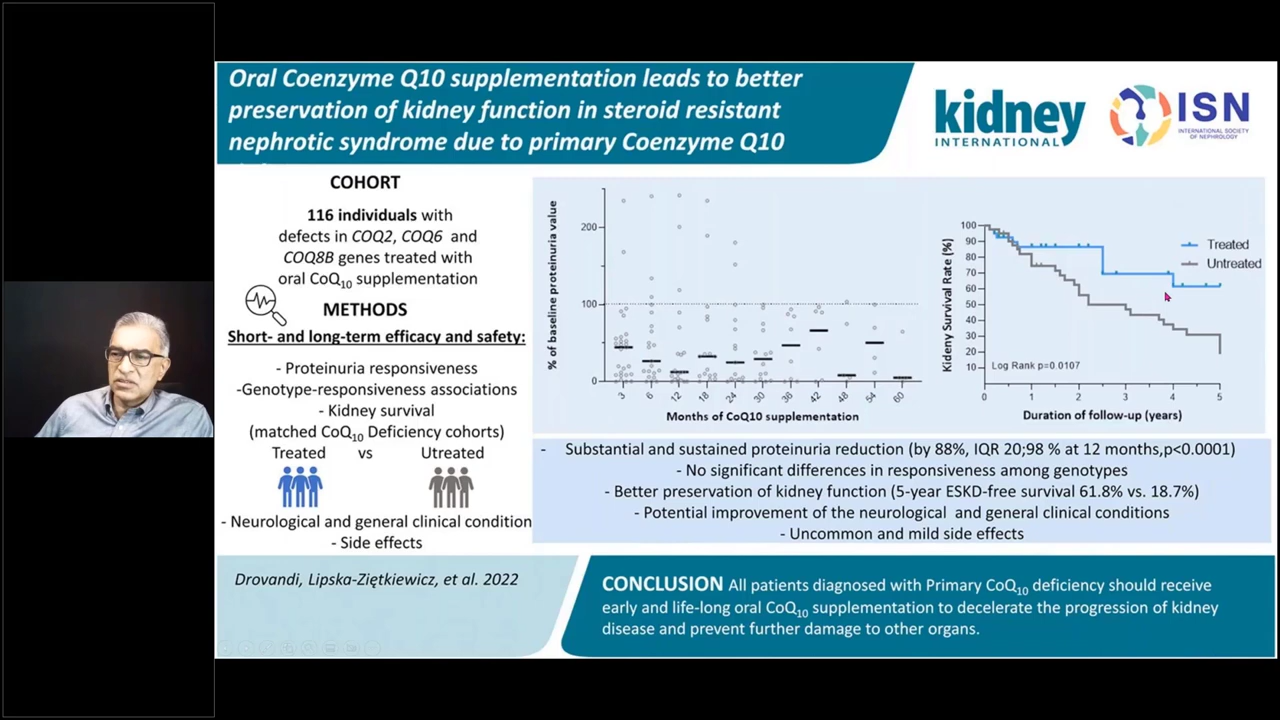 Oral Coenzyme Q10 supplementation leads to better
preservation of kidney function in steroid resistant
nephrotic syndrome due to primary Coenzyme Q10
kidney
INTERNATIONAL
ISN
INTERNATIONAL SOCIETY
OF NEPHROLOGY
COHORT
116 individuals with
defects in COQ2, COQ6 and
COQ8B genes treated with
oral CoQ10 supplementation
METHODS
Short- and long-term efficacy and safety:
- Proteinuria responsiveness
-Genotype-responsiveness associations
- Kidney survival
(matched CoQ10 Deficiency cohorts)
Treated vs Utreated
- Neurological and general clinical condition
- Side effects
% of baseline proteinuria value
200
100
0
3 6 12 18 24 30 36 42 48 54 60
Months of CoQ10 supplementation
Kideny Survival Rate (%)
100
90
80
70
60
50
40
30
20
10
Treated
Untreated
Log Rank p=0.0107
0 1 2 3 4 5
Duration of follow-up (years)
- Substantial and sustained proteinuria reduction (by 88%, IQR 20;98 % at 12 months,p<0.0001)
- No significant differences in responsiveness among genotypes
- Better preservation of kidney function (5-year ESKD-free survival 61.8% vs. 18.7%)
- Potential improvement of the neurological and general clinical conditions
- Uncommon and mild side effects
Drovandi, Lipska-Ziętkiewicz, et al. 2022
CONCLUSION All patients diagnosed with Primary CoQ10 deficiency should receive
early and life-long oral CoQ10 supplementation to decelerate the progression of kidney
disease and prevent further damage to other organs.